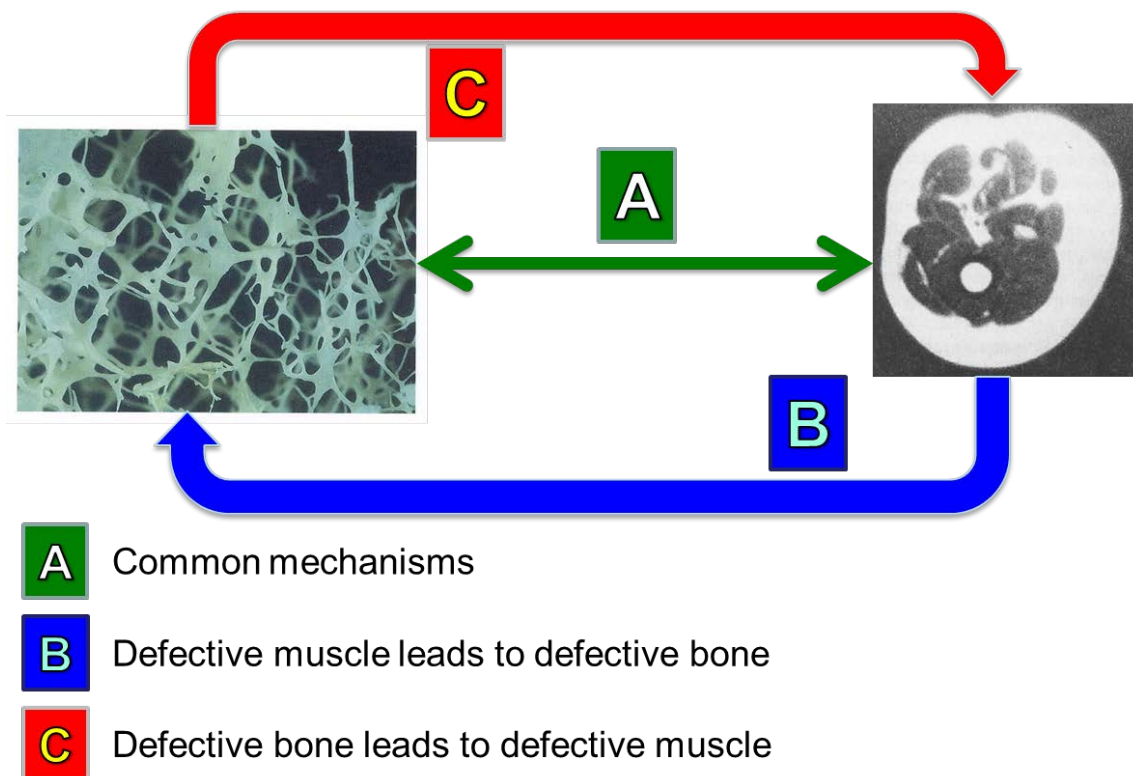 C
A
B
A Common mechanisms
B Defective muscle leads to defective bone
C Defective bone leads to defective muscle